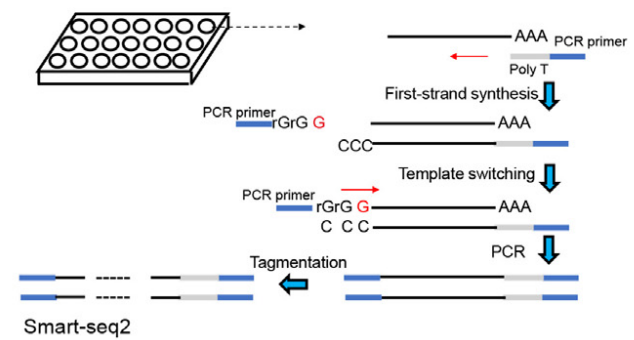 AAA
PCR primer
Poly T
First-strand synthesis
PCR primer
rGrG G
AAA
CCC
Template switching
PCR primer
rGrG G
AAA
C C C
PCR
Tagmentation
Smart-seq2